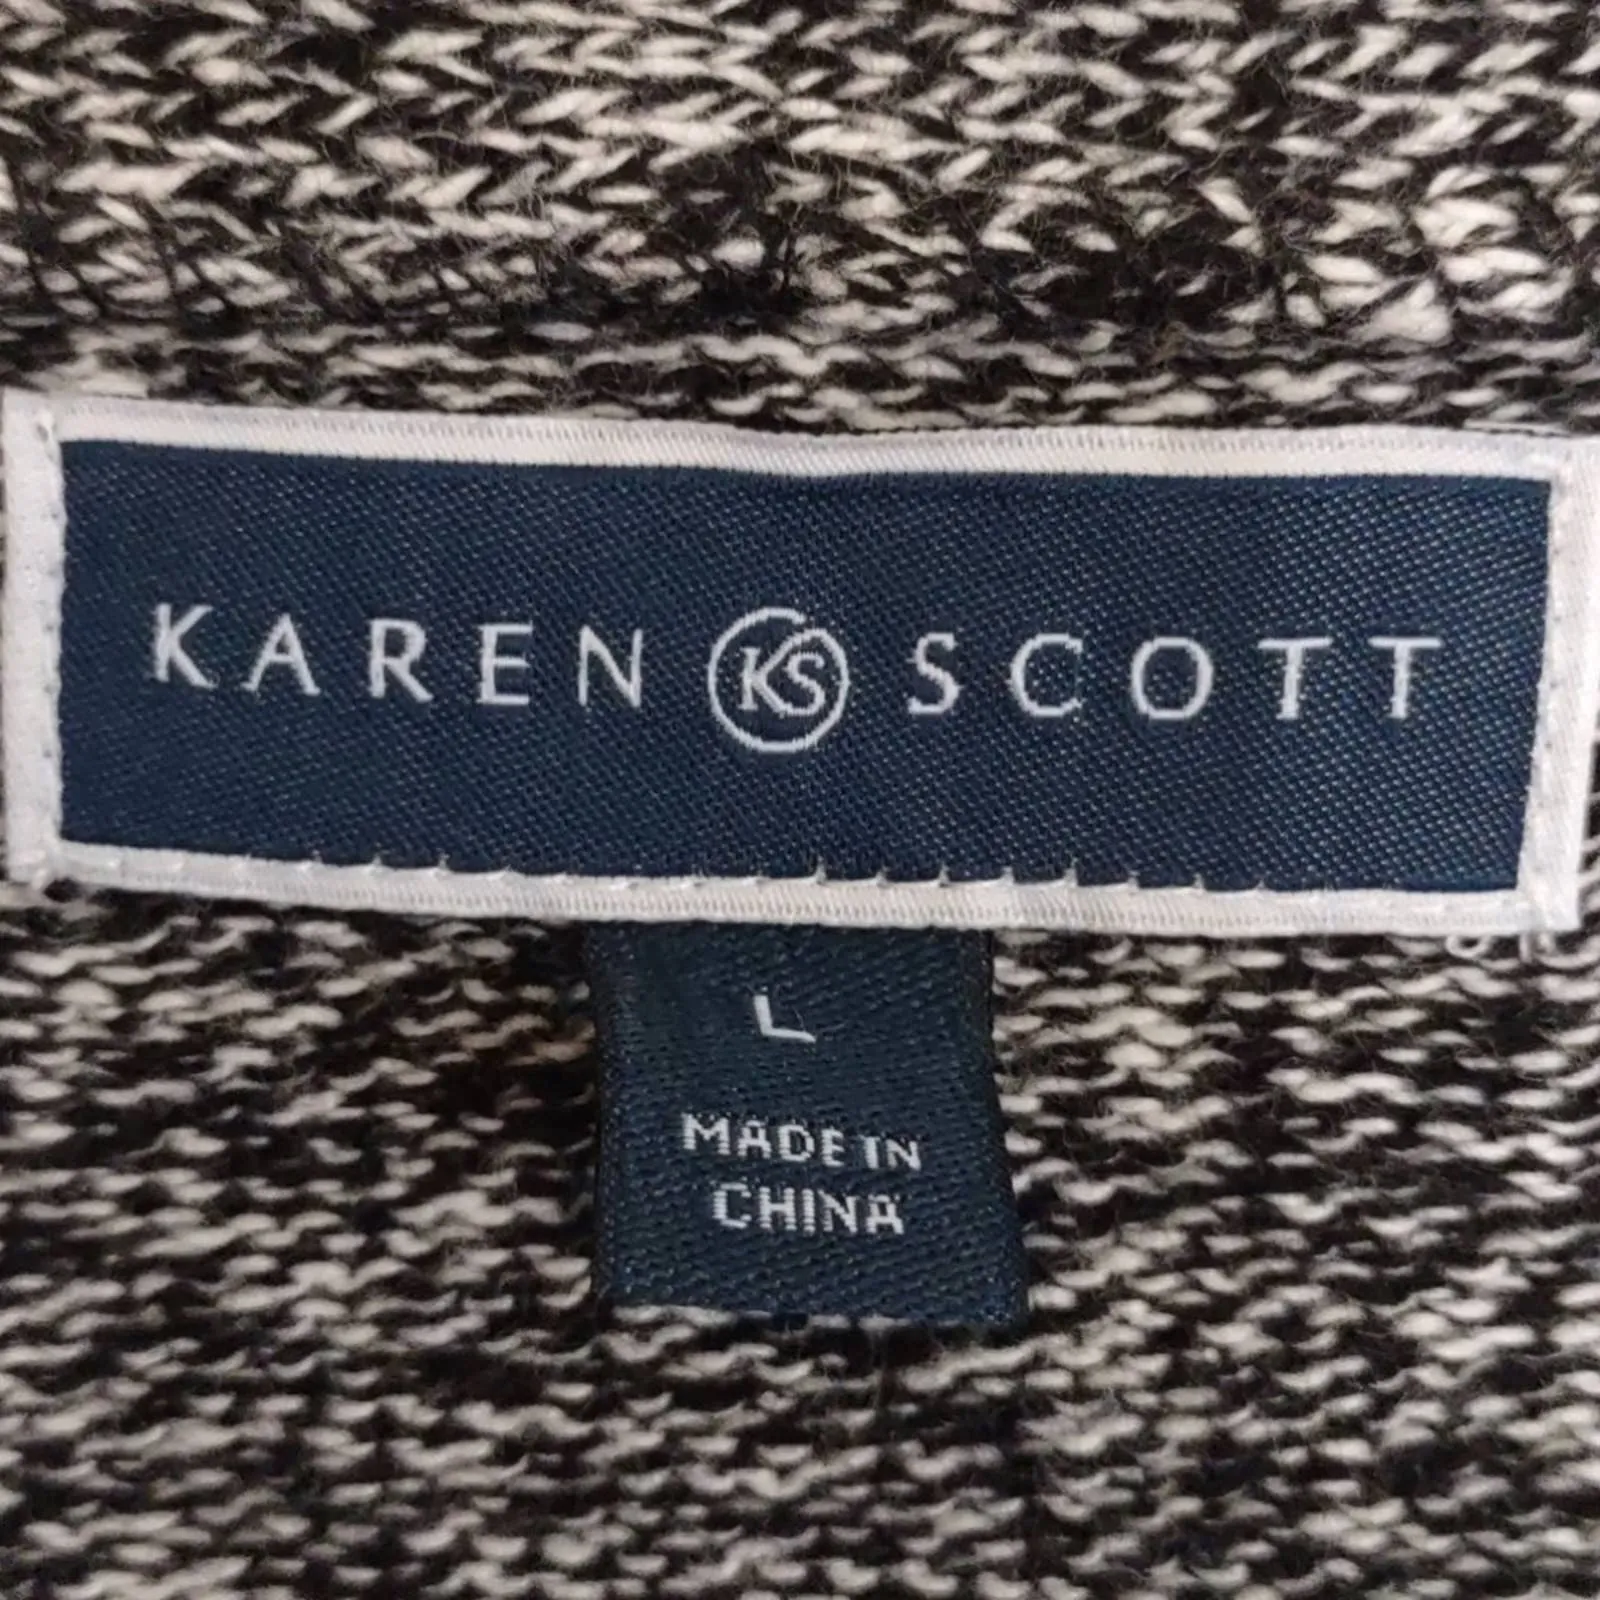 KAREN KS SCOTT
L
MADE IN
CHINA